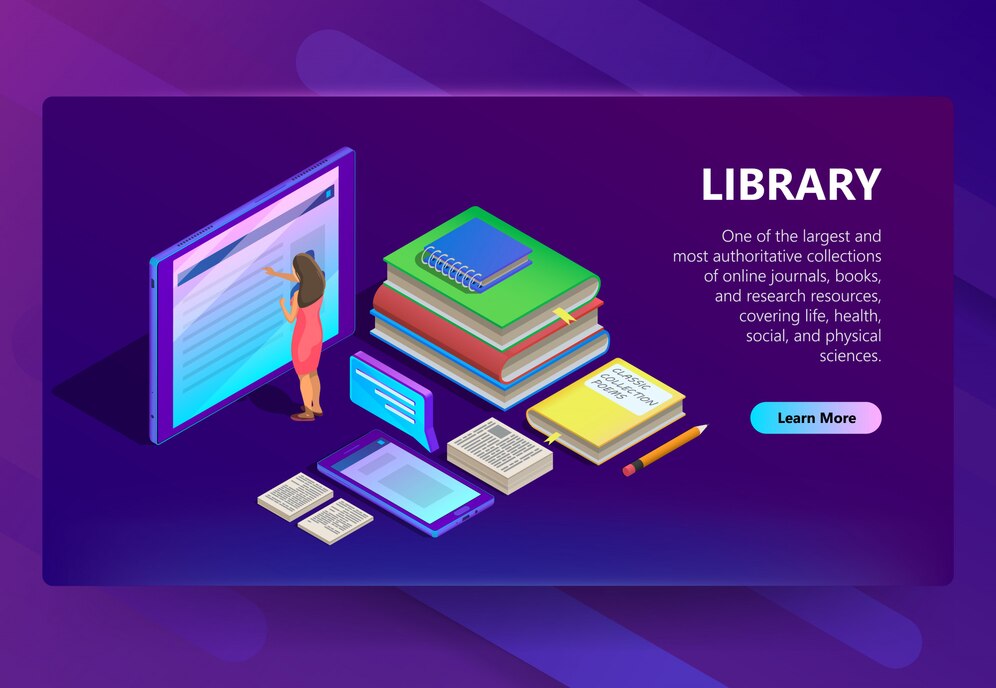 LIBRARY
One of the largest and
most authoritative collections
of online journals, books,
and research resources,
covering life, health,
social, and physical
sciences.
Learn More
CLASSIC
COLLECTION
POEMS